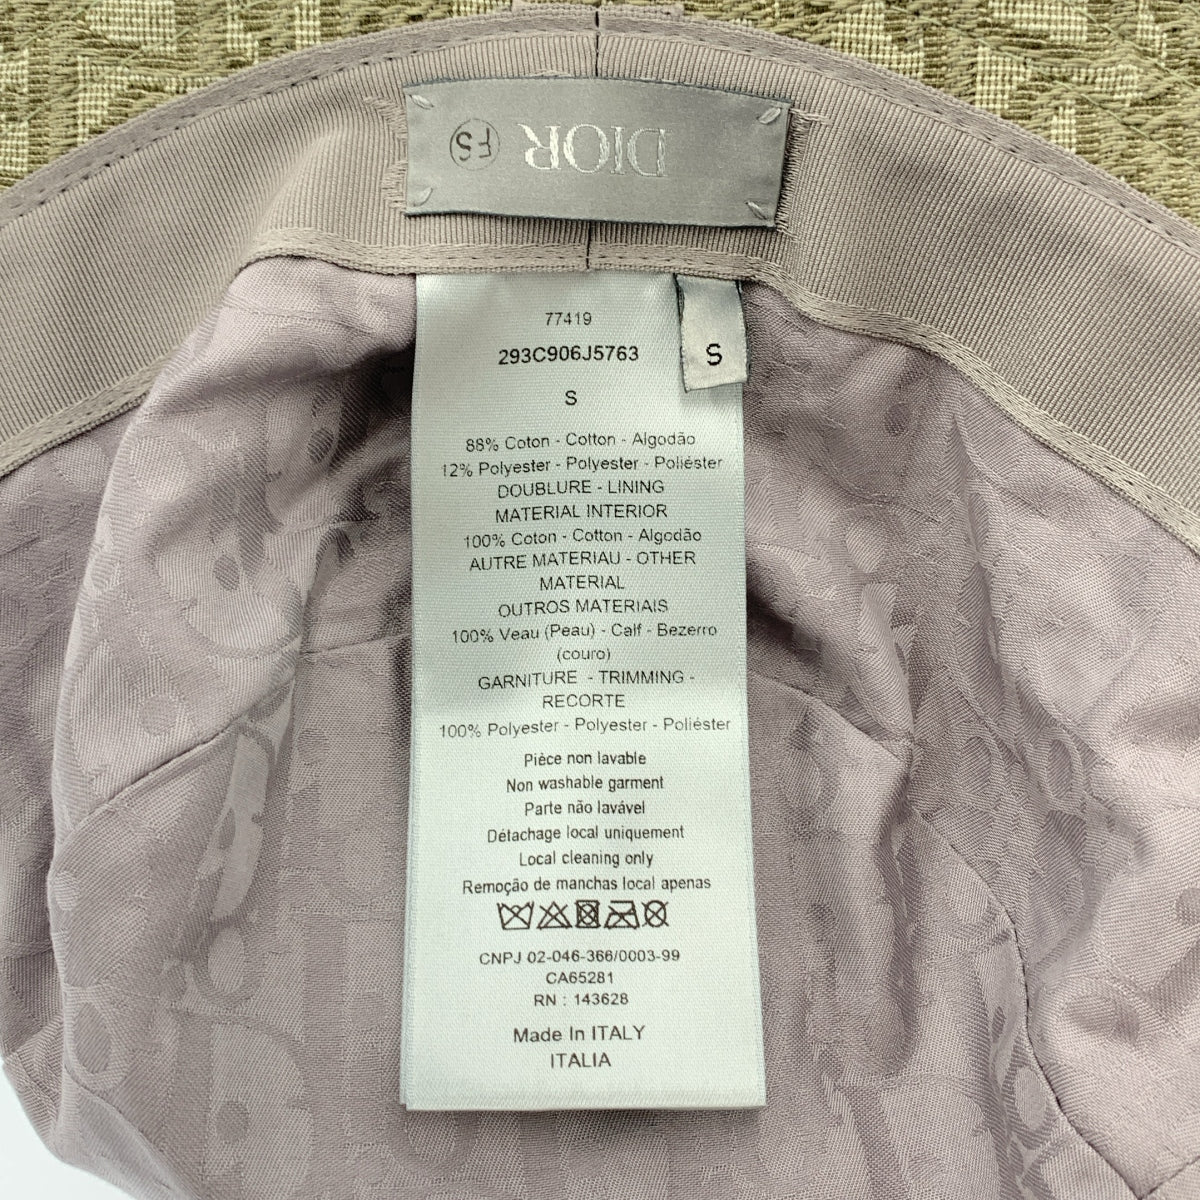 DIOR FS
77419
293C906J5763
S
S
88% Coton - Cotton - Algodão
12% Polyester - Polyester - Poliéster
DOUBLURE - LINING
MATERIAL INTERIOR
100% Coton - Cotton - Algodão
AUTRE MATERIAU - OTHER
MATERIAL
OUTROS MATERIAIS
100% Veau (Peau) - Calf - Bezerro
(couro)
GARNITURE - TRIMMING -
RECORTE
100% Polyester - Polyester - Poliéster
Pièce non lavable
Non washable garment
Parte não lavável
Détachage local uniquement
Local cleaning only
Remoção de manchas local apenas
CNPJ 02-046-366/0003-99
CA65281
RN : 143628
Made In ITALY
ITALIA